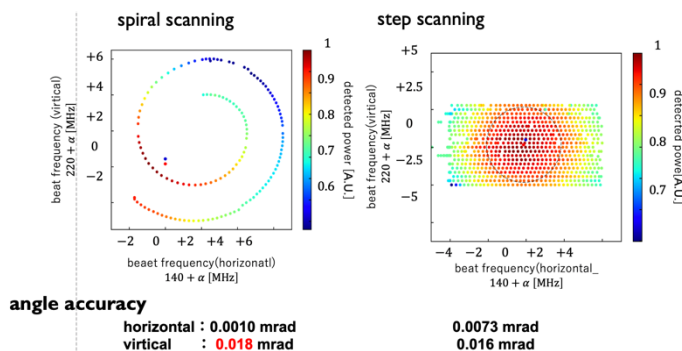 spiral scanning
step scanning
beat frequency (virtical)
220 + α [MHz]
+6
+4
+2
0
−2
−2 0 +2 +4 +6
beaet frequency(horizonatl)
140 + α [MHz]
1
0.9
0.8
0.7
0.6
detected power [A.U.]
beat frequency(virtical)
220 + α [MHz]
+5
+2.5
0
−2.5
−5
−4 −2 0 +2 +4
beat frequency(horizontal_
140 + α [MHz]
1
0.9
0.8
0.7
detecrted power[A.U.]
angle accuracy
horizontal : 0.0010 mrad 0.0073 mrad
virtical : 0.018 mrad 0.016 mrad